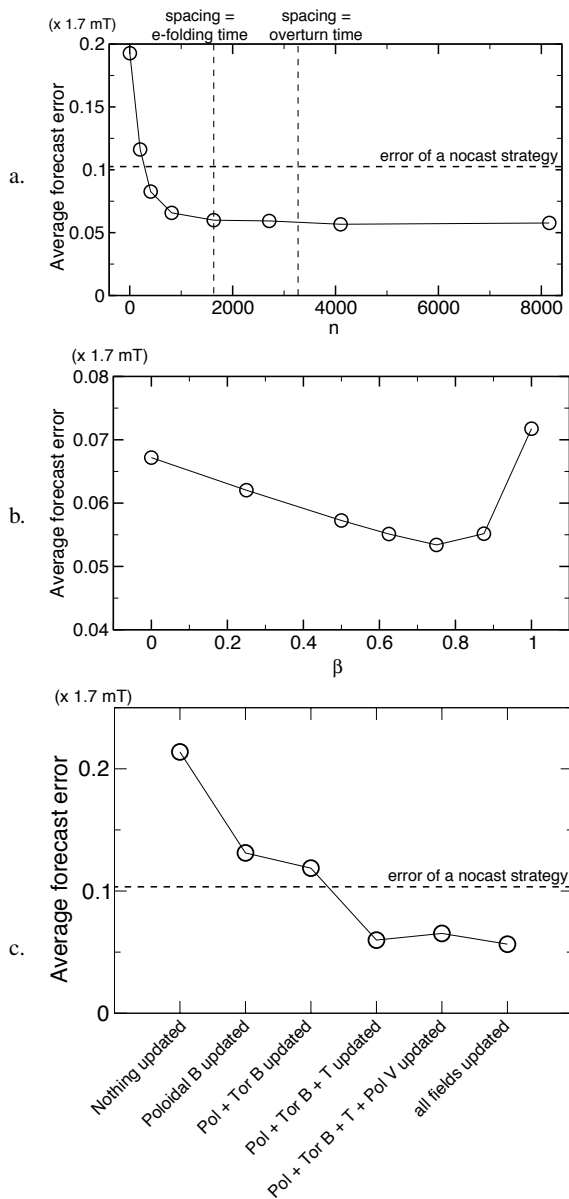 (x 1.7 mT)
spacing =
e-folding time
spacing =
overturn time
0.2
0.15
0.1
0.05
0
Average forecast error
error of a nocast strategy
a.
0
2000
4000
6000
8000
n
(x 1.7 mT)
0.08
0.07
0.06
0.05
0.04
Average forecast error
b.
0
0.2
0.4
0.6
0.8
1
β
(x 1.7 mT)
0.2
0.1
0
Average forecast error
error of a nocast strategy
c.
Nothing updated
Poloidal B updated
Pol + Tor B updated
Pol + Tor B + T updated
Pol + Tor B + T + Pol V updated
all fields updated